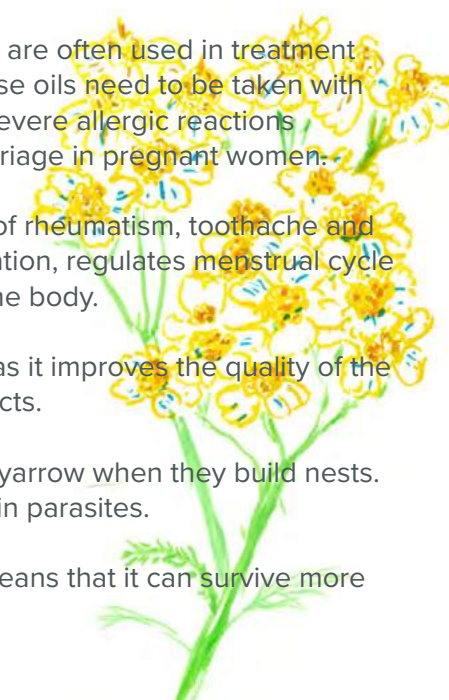 are often used in treatment
se oils need to be taken with
evere allergic reactions
riage in pregnant women.
of rheumatism, toothache and
ation, regulates menstrual cycle
ne body.
as it improves the quality of the
cts.
yarrow when they build nests.
in parasites.
eans that it can survive more